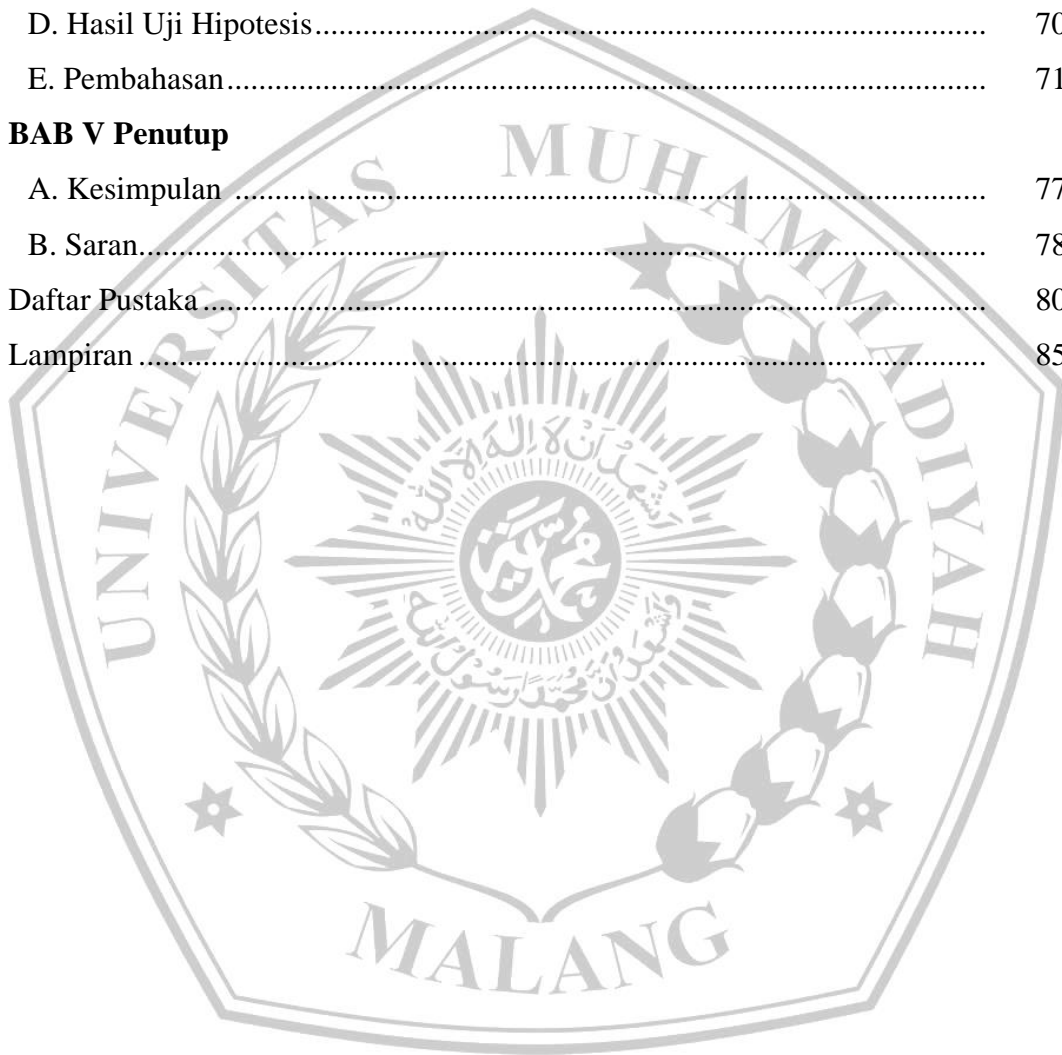 D. Hasil Uji Hipotesis........................................................................ 70
E. Pembahasan........................................................................ 71
BAB V Penutup
A. Kesimpulan ........................................................................ 77
B. Saran........................................................................ 78
Daftar Pustaka ........................................................................ 80
Lampiran ........................................................................ 85
UNIVERSITAS MUHAMMADIYAH
MALANG